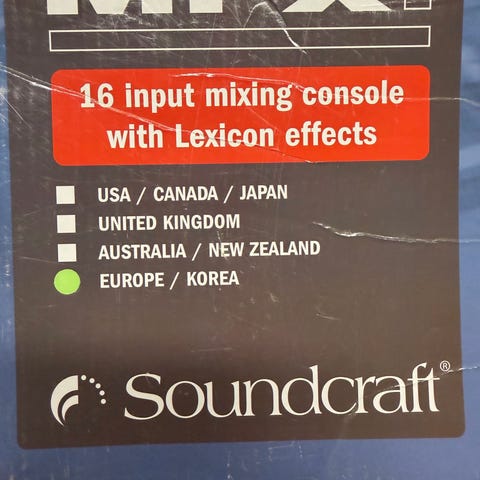 16 input mixing console
with Lexicon effects
USA / CANADA / JAPAN
UNITED KINGDOM
AUSTRALIA / NEW ZEALAND
EUROPE / KOREA
Soundcraft®